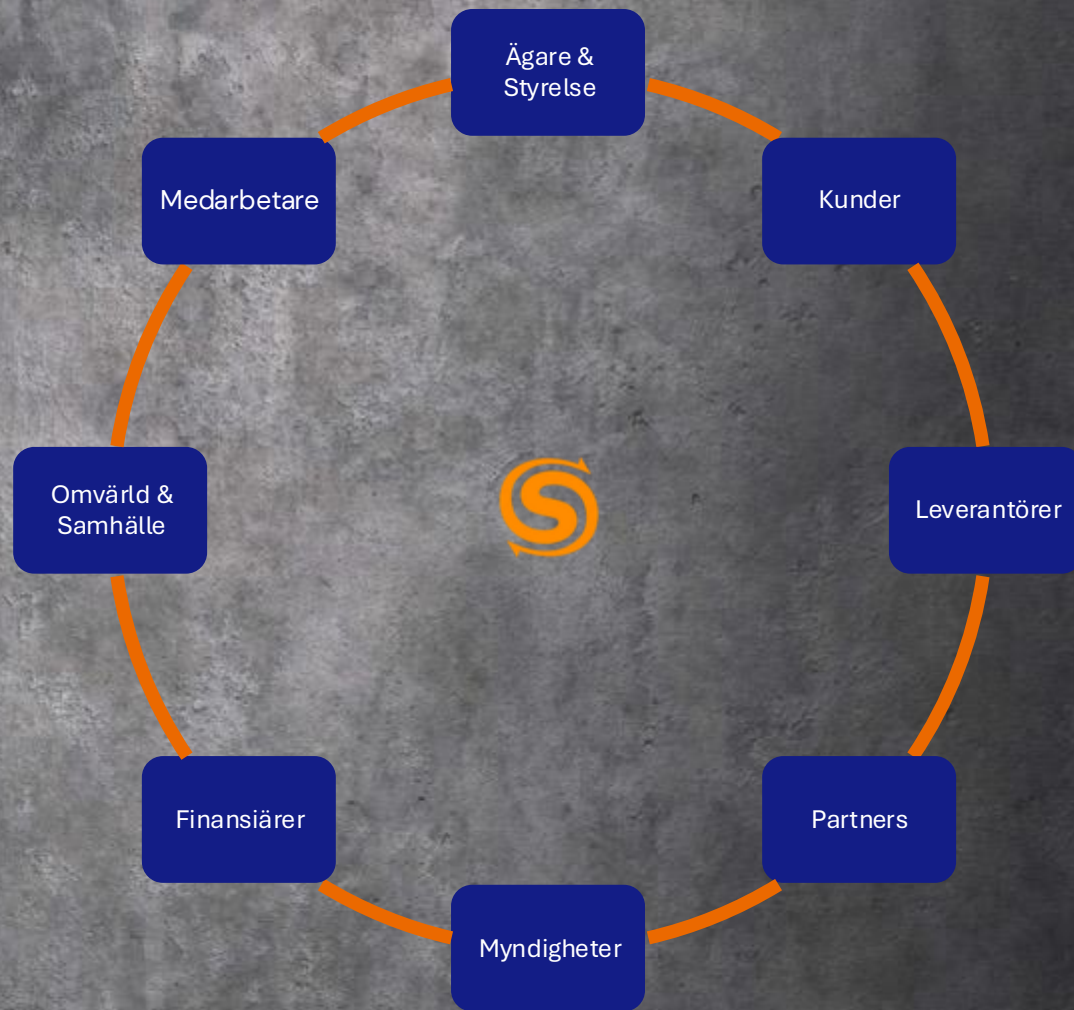 Ägare &
Styrelse
Kunder
Leverantörer
Partners
Myndigheter
Finansiärer
Omvärld &
Samhälle
Medarbetare
S